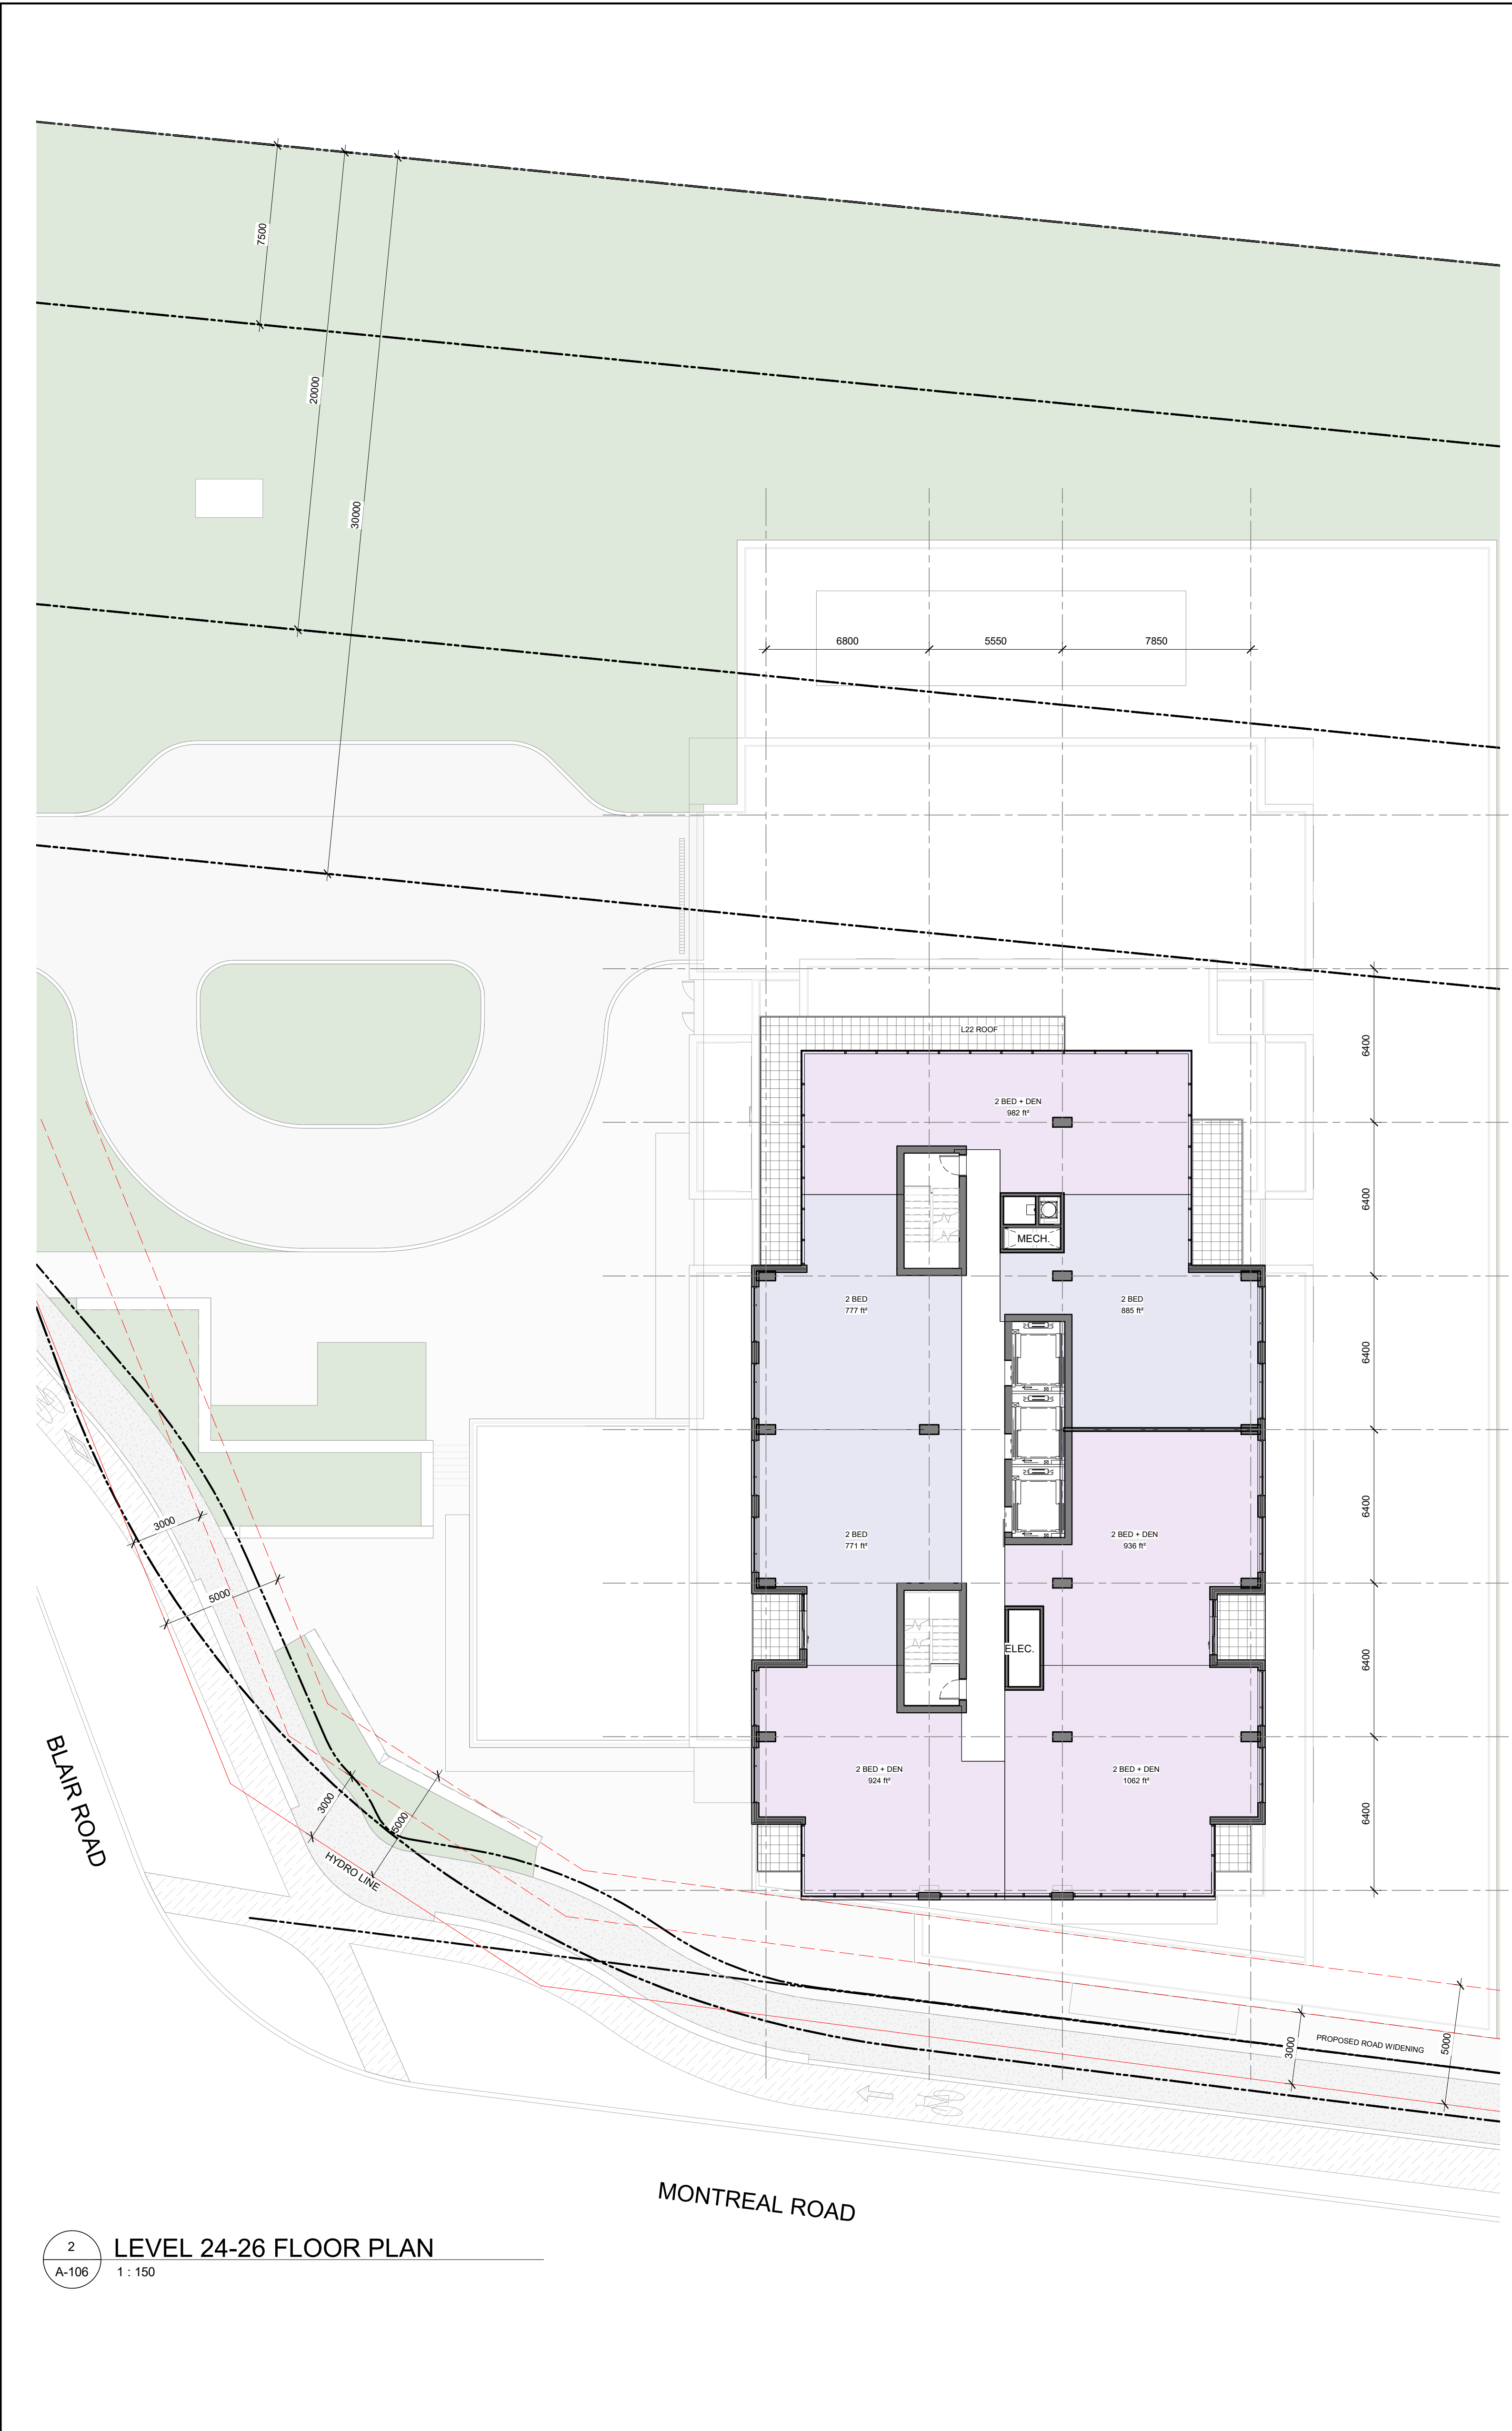 7500
20000
30000
6800
5550
7850
L22 ROOF
6400
2 BED + DEN
982 ft²
6400
MECH.
2 BED
777 ft²
2 BED
885 ft²
6400
6400
3000
2 BED
771 ft²
2 BED + DEN
936 ft²
5000
ELEC.
6400
BLAIR ROAD
2 BED + DEN
924 ft²
2 BED + DEN
1062 ft²
3000
5000
6400
HYDRO LINE
3000
PROPOSED ROAD WIDENING
5000
MONTREAL ROAD
2
A-106
LEVEL 24-26 FLOOR PLAN
1 : 150